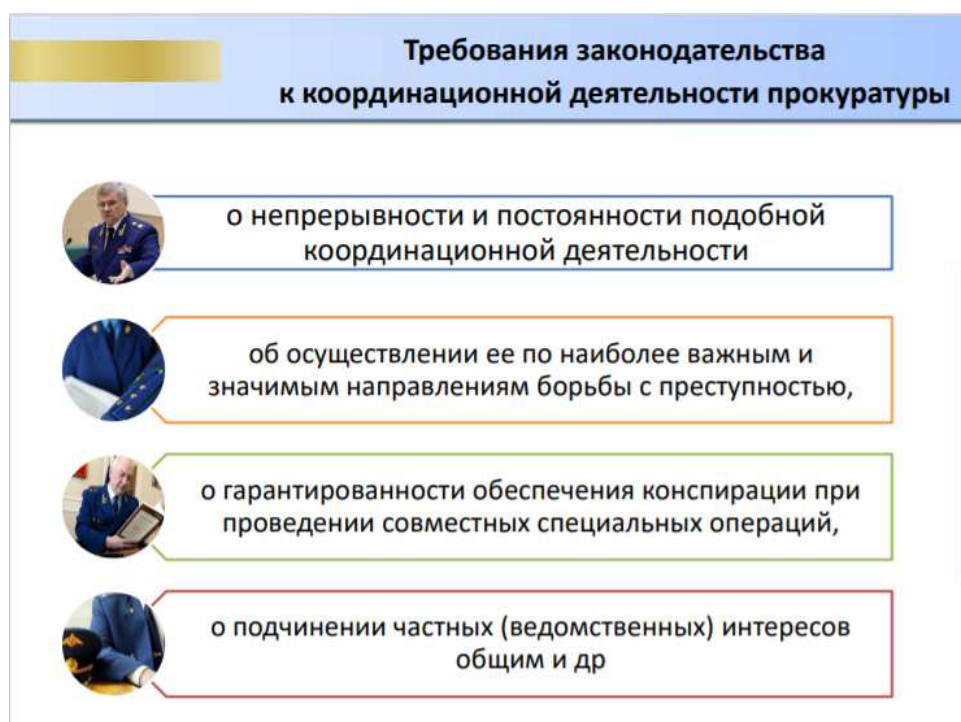 Требования законодательства
к координационной деятельности прокуратуры
о непрерывности и постоянности подобной
координационной деятельности
об осуществлении ее по наиболее важным и
значимым направлениям борьбы с преступностью,
о гарантированности обеспечения конспирации при
проведении совместных специальных операций,
о подчинении частных (ведомственных) интересов
общим и др